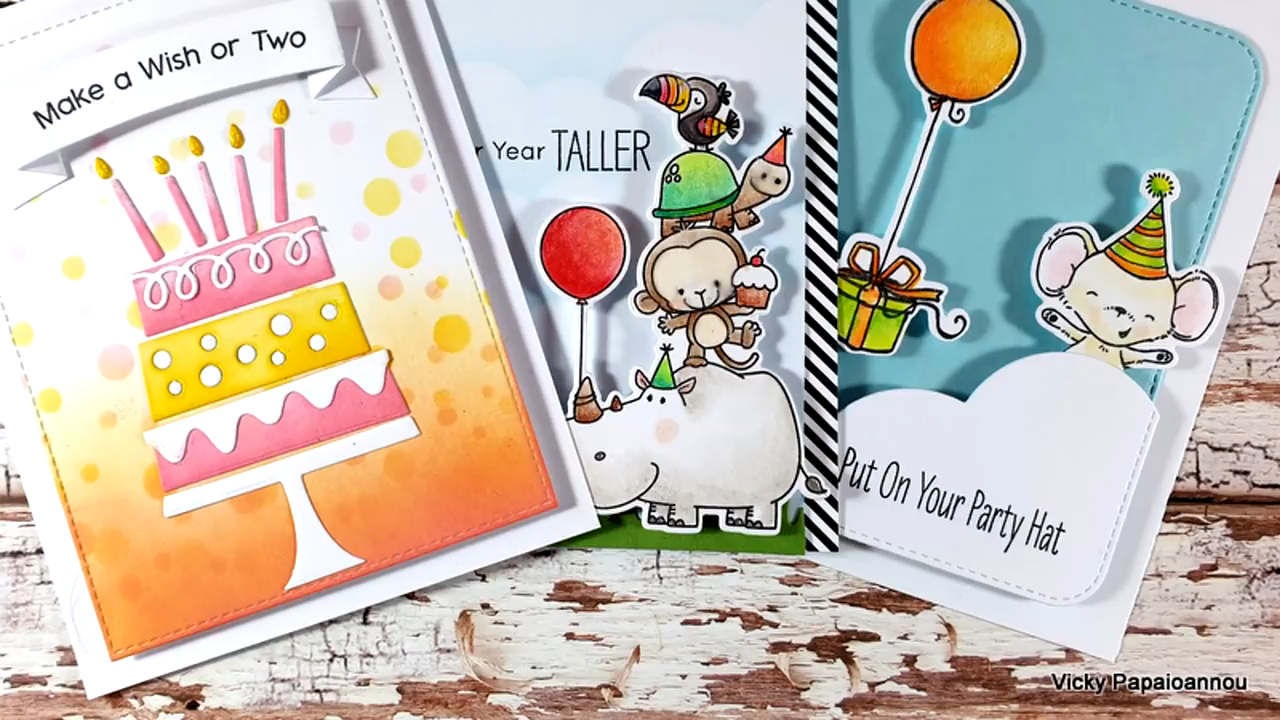 Make a Wish or Two
Year TALLER
Put On Your Party Hat
Vicky Papaioannou